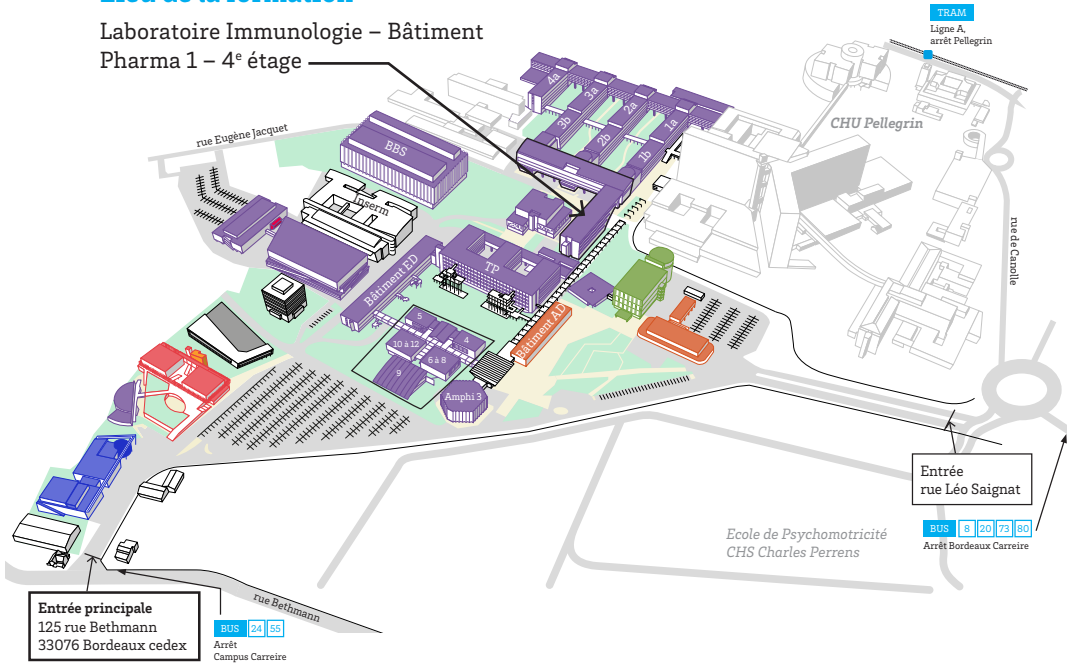 Laboratoire Immunologie – Bâtiment
Pharma 1 – 4e étage
TRAM
Ligne A,
arrêt Pellegrin
CHU Pellegrin
rue Eugène Jacquet
rue de Canolle
4a
3a
2a
1a
3b
2b
1b
BBS
Inserm
TP
Bâtiment ED
Bâtiment AD
5
4
10 à 12
6 à 8
9
Amphi 3
Entrée
rue Léo Saignat
BUS 8 20 73 80
Arrêt Bordeaux Carreire
Ecole de Psychomotricité
CHS Charles Perrens
rue Bethmann
Entrée principale
125 rue Bethmann
33076 Bordeaux cedex
BUS 24 55
Arrêt
Campus Carreire